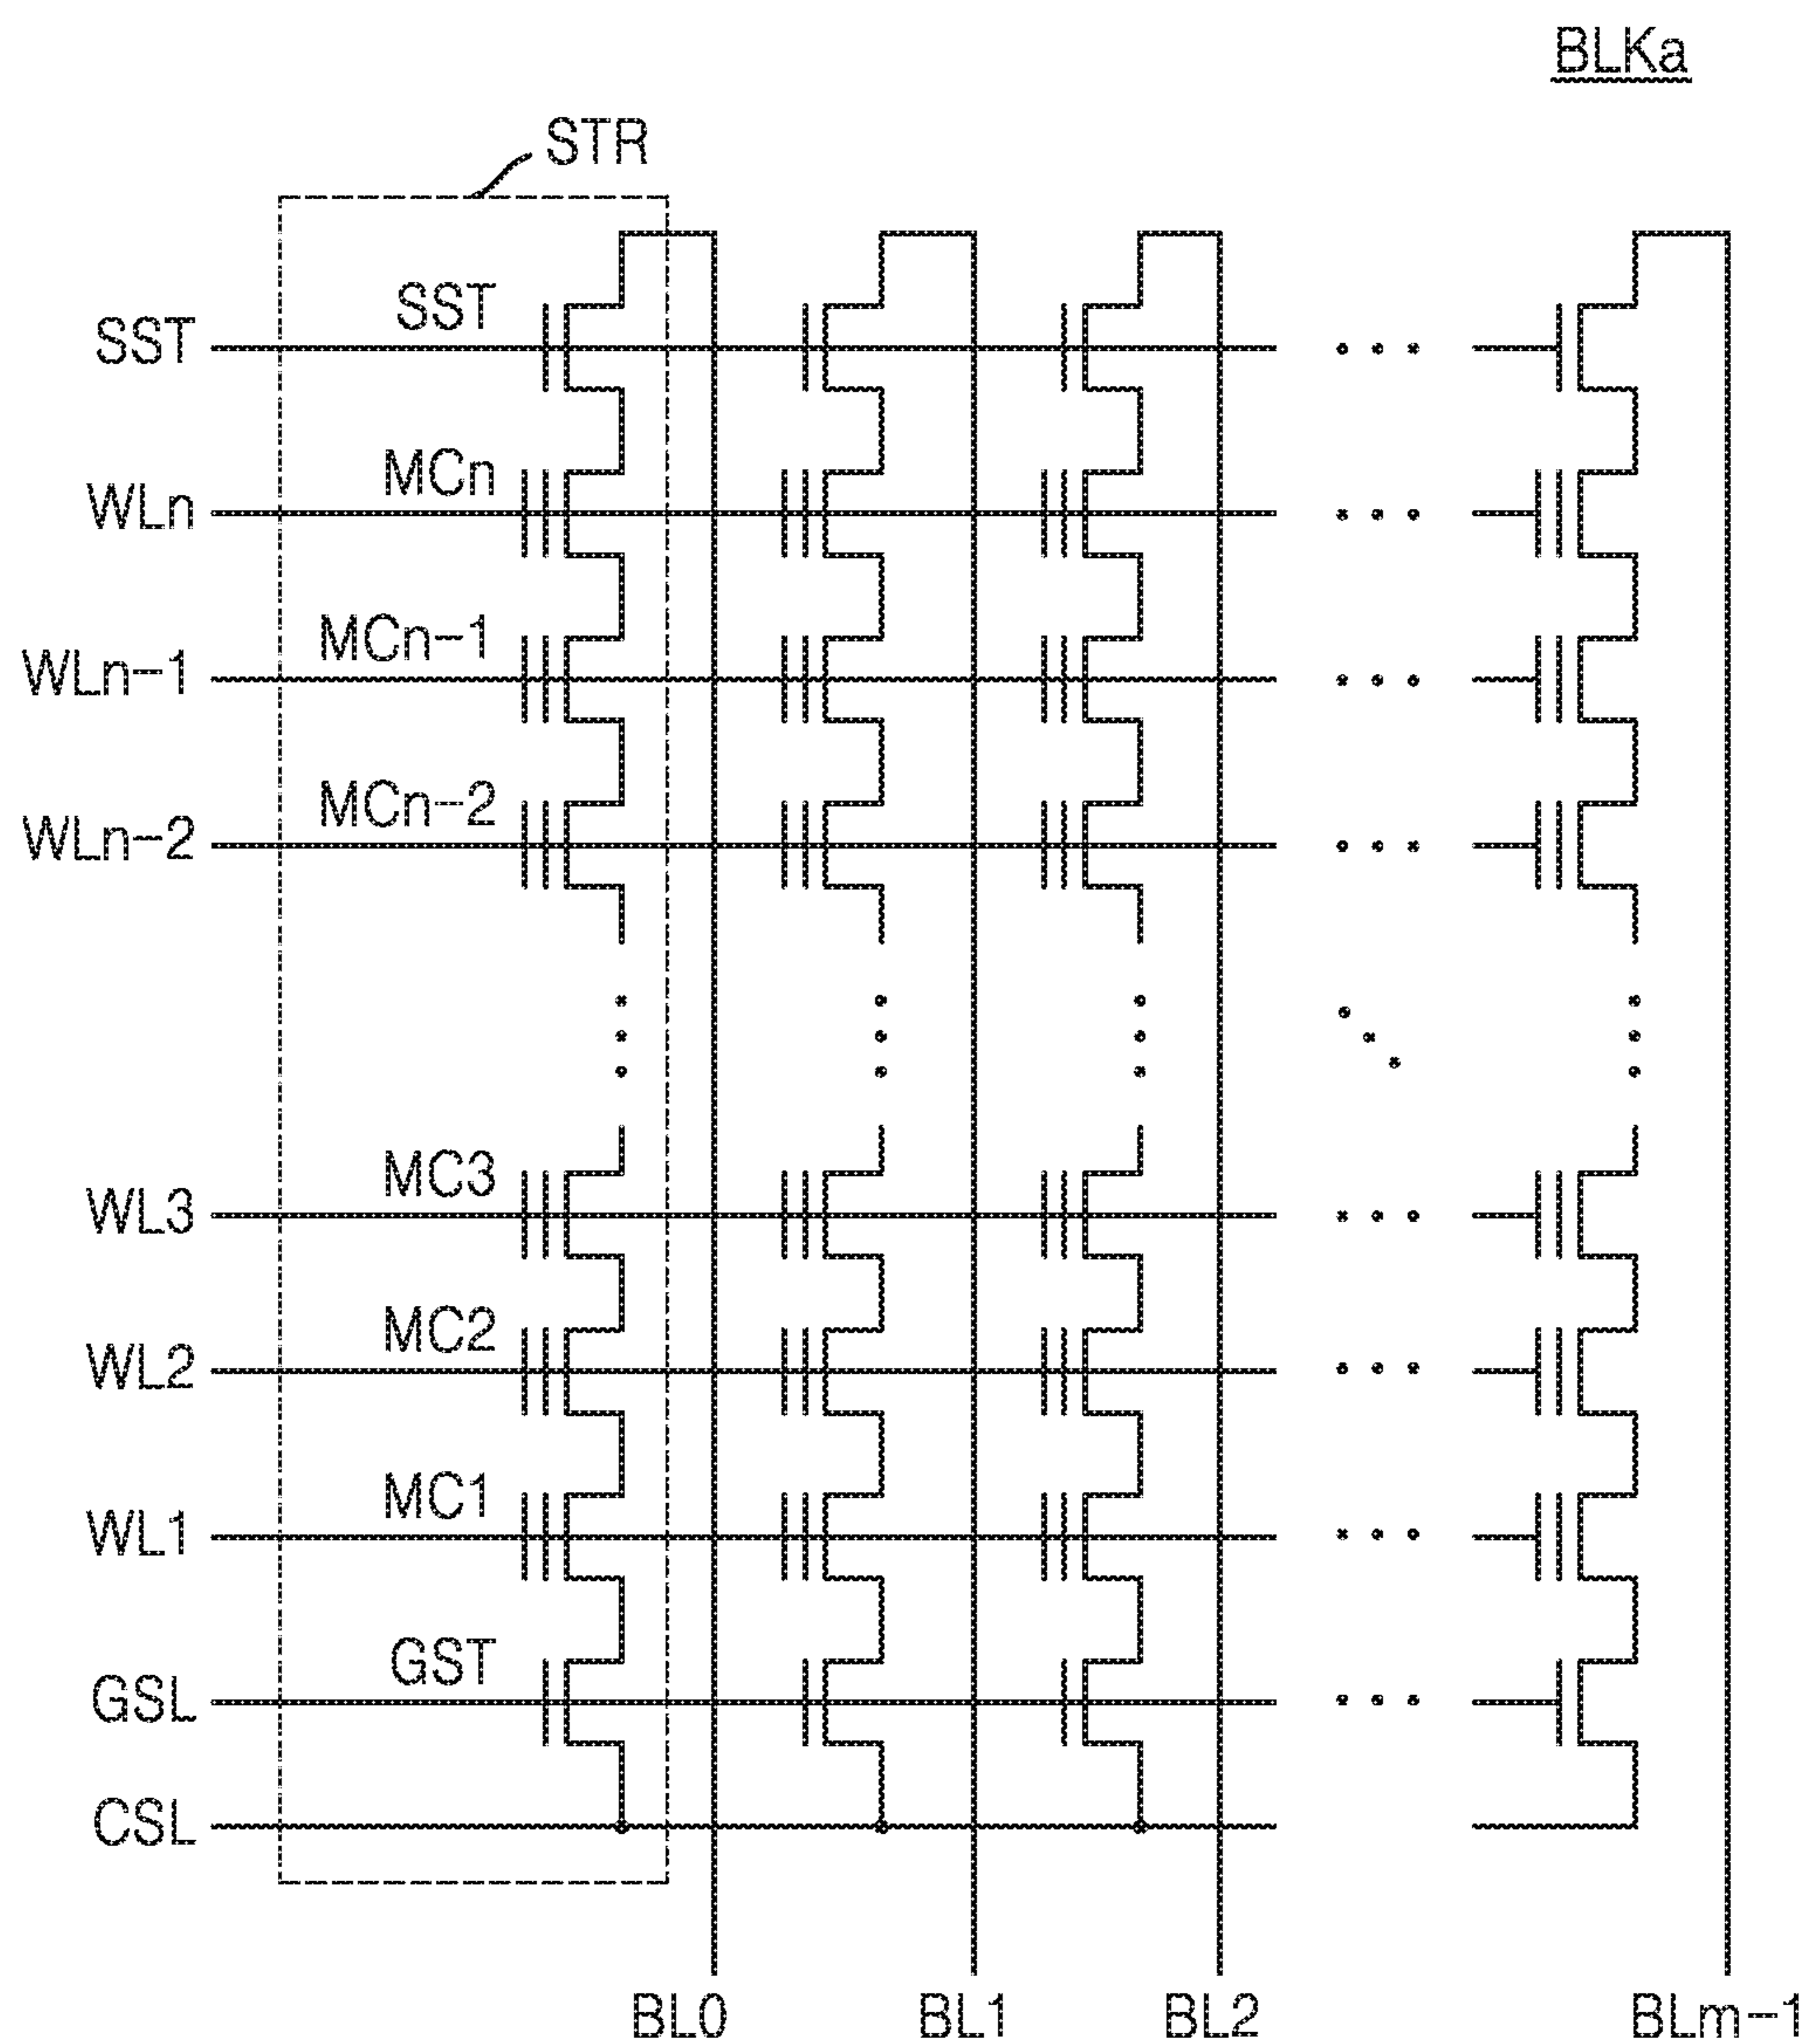 BLKa
STR
SST SST
WLn MCn
WLn-1 MCn-1
WLn-2 MCn-2
WL3 MC3
WL2 MC2
WL1 MC1
GSL GST
CSL
BL0 BL1 BL2 BLm-1